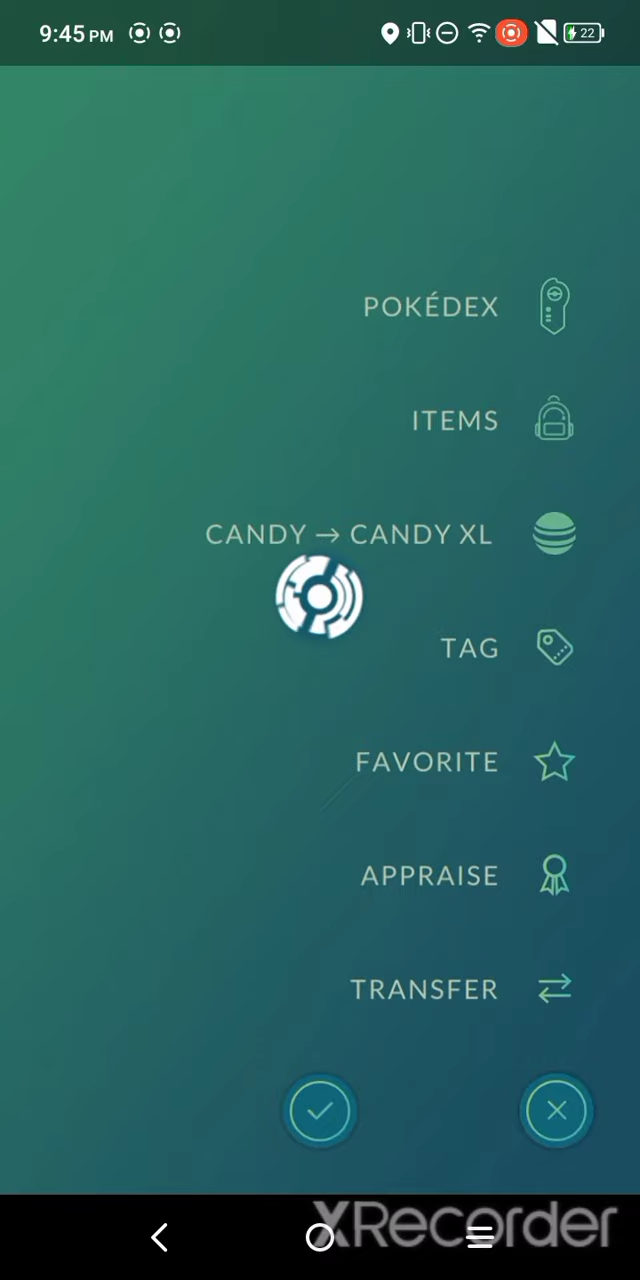 9:45 PM
22
POKÉDEX
ITEMS
CANDY → CANDY XL
TAG
FAVORITE
APPRAISE
TRANSFER
XRecorder